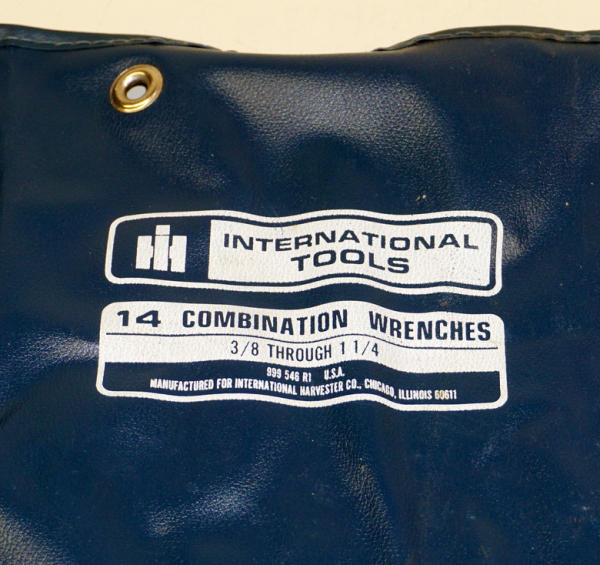 IH
INTERNATIONAL
TOOLS
14 COMBINATION WRENCHES
3/8 THROUGH 1 1/4
999 546 R1 U.S.A.
MANUFACTURED FOR INTERNATIONAL HARVESTER CO., CHICAGO, ILLINOIS 60611